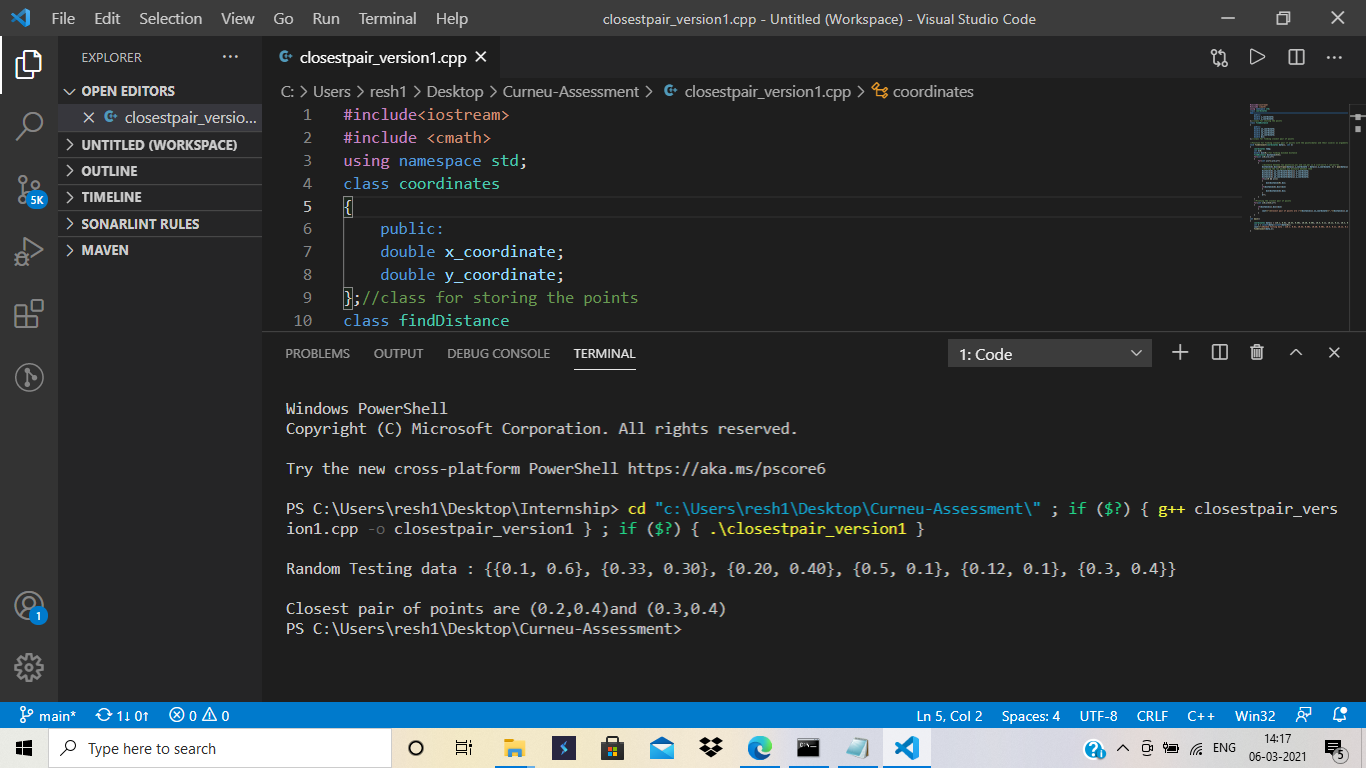 File Edit Selection View Go Run Terminal Help closestpair_version1.cpp - Untitled (Workspace) - Visual Studio Code
EXPLORER
OPEN EDITORS
closestpair_versio...
UNTITLED (WORKSPACE)
OUTLINE
TIMELINE
SONARLINT RULES
MAVEN
5K
1
closestpair_version1.cpp
C: > Users > resh1 > Desktop > Curneu-Assessment > closestpair_version1.cpp > coordinates
1 #include<iostream>
2 #include <cmath>
3 using namespace std;
4 class coordinates
5 {
6 public:
7 double x_coordinate;
8 double y_coordinate;
9 };//class for storing the points
10 class findDistance
PROBLEMS OUTPUT DEBUG CONSOLE TERMINAL 1: Code
Windows PowerShell
Copyright (C) Microsoft Corporation. All rights reserved.
Try the new cross-platform PowerShell https://aka.ms/pscore6
PS C:\Users\resh1\Desktop\Internship> cd "c:\Users\resh1\Desktop\Curneu-Assessment\" ; if ($?) { g++ closestpair_vers
ion1.cpp -o closestpair_version1 } ; if ($?) { .\closestpair_version1 }
Random Testing data : {{0.1, 0.6}, {0.33, 0.30}, {0.20, 0.40}, {0.5, 0.1}, {0.12, 0.1}, {0.3, 0.4}}
Closest pair of points are (0.2,0.4)and (0.3,0.4)
PS C:\Users\resh1\Desktop\Curneu-Assessment>
main* 1↓ 0↑ 0 0 Ln 5, Col 2 Spaces: 4 UTF-8 CRLF C++ Win32
Type here to search ENG 14:17
06-03-2021 5